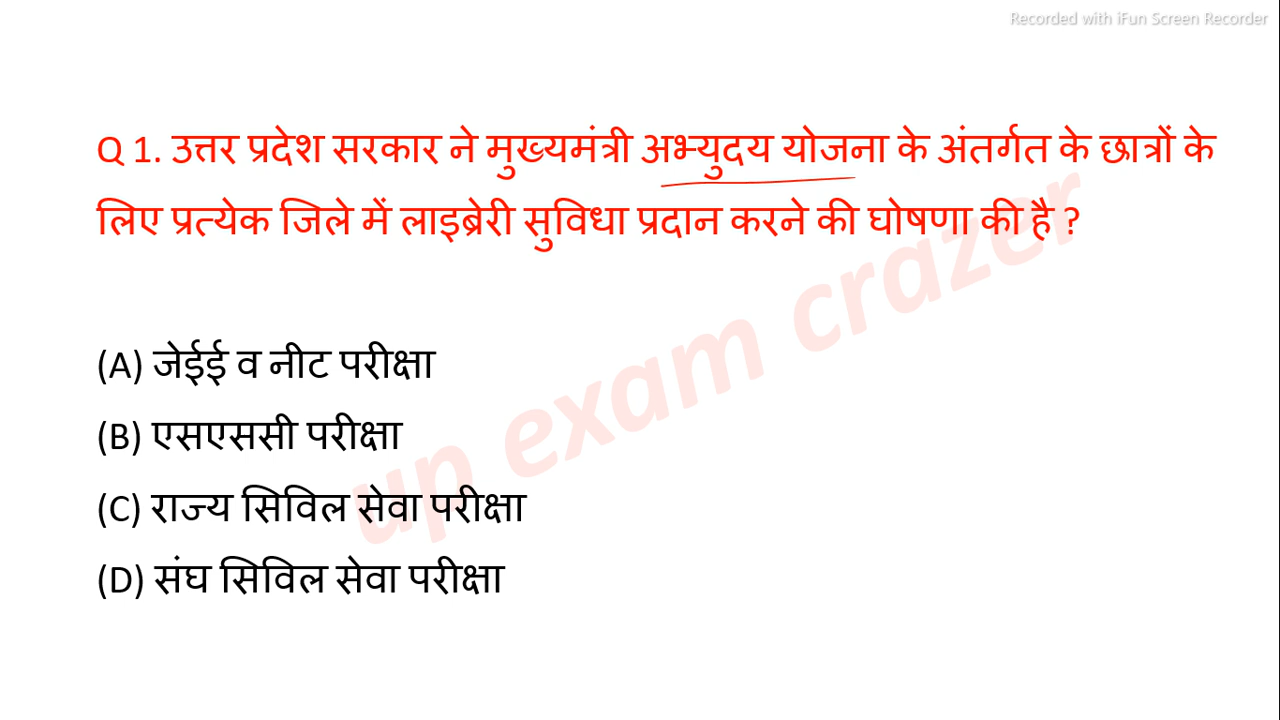 Recorded with iFun Screen Recorder
Q 1. उत्तर प्रदेश सरकार ने मुख्यमंत्री अभ्युदय योजना के अंतर्गत के छात्रों के
लिए प्रत्येक जिले में लाइब्रेरी सुविधा प्रदान करने की घोषणा की है ?
(A) जेईई व नीट परीक्षा
(B) एसएससी परीक्षा
(C) राज्य सिविल सेवा परीक्षा
(D) संघ सिविल सेवा परीक्षा
up exam crazer